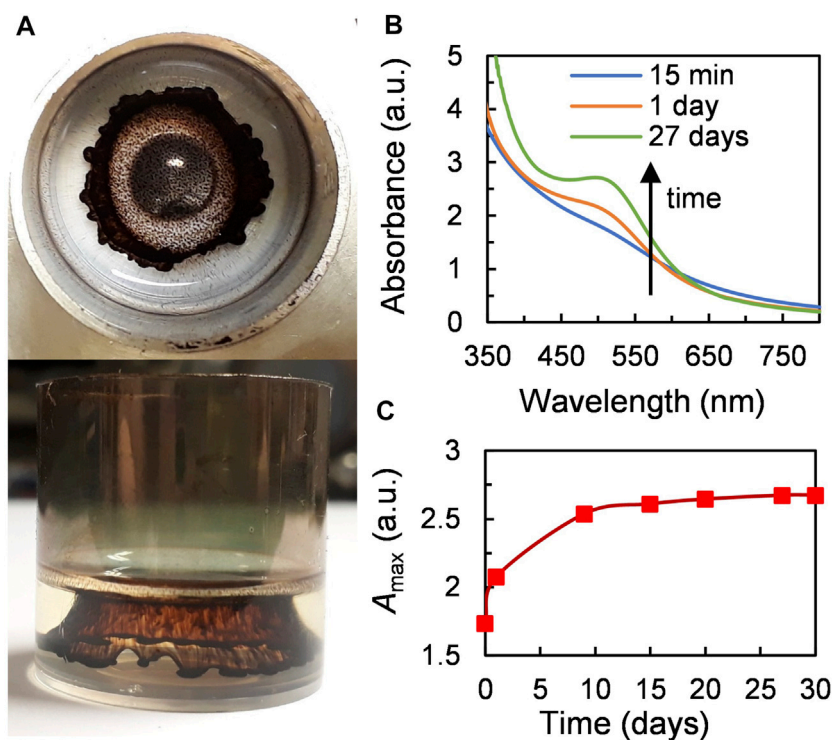 A
B
5
4
3
2
1
0
Absorbance (a.u.)
15 min
1 day
27 days
time
350 450 550 650 750
Wavelength (nm)
C
3
2.5
2
1.5
Amax (a.u.)
0 5 10 15 20 25 30
Time (days)